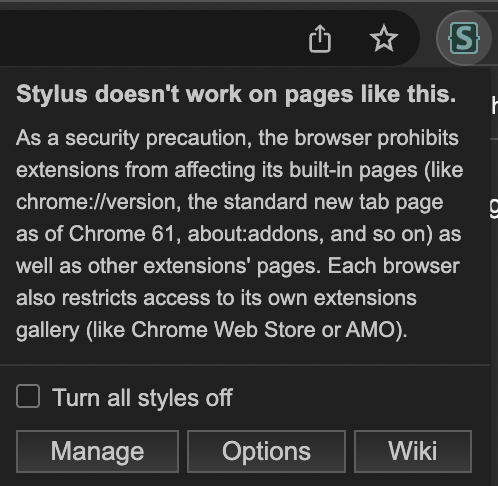 S
Stylus doesn't work on pages like this.
As a security precaution, the browser prohibits
extensions from affecting its built-in pages (like
chrome://version, the standard new tab page
as of Chrome 61, about:addons, and so on) as
well as other extensions' pages. Each browser
also restricts access to its own extensions
gallery (like Chrome Web Store or AMO).
Turn all styles off
Manage Options Wiki